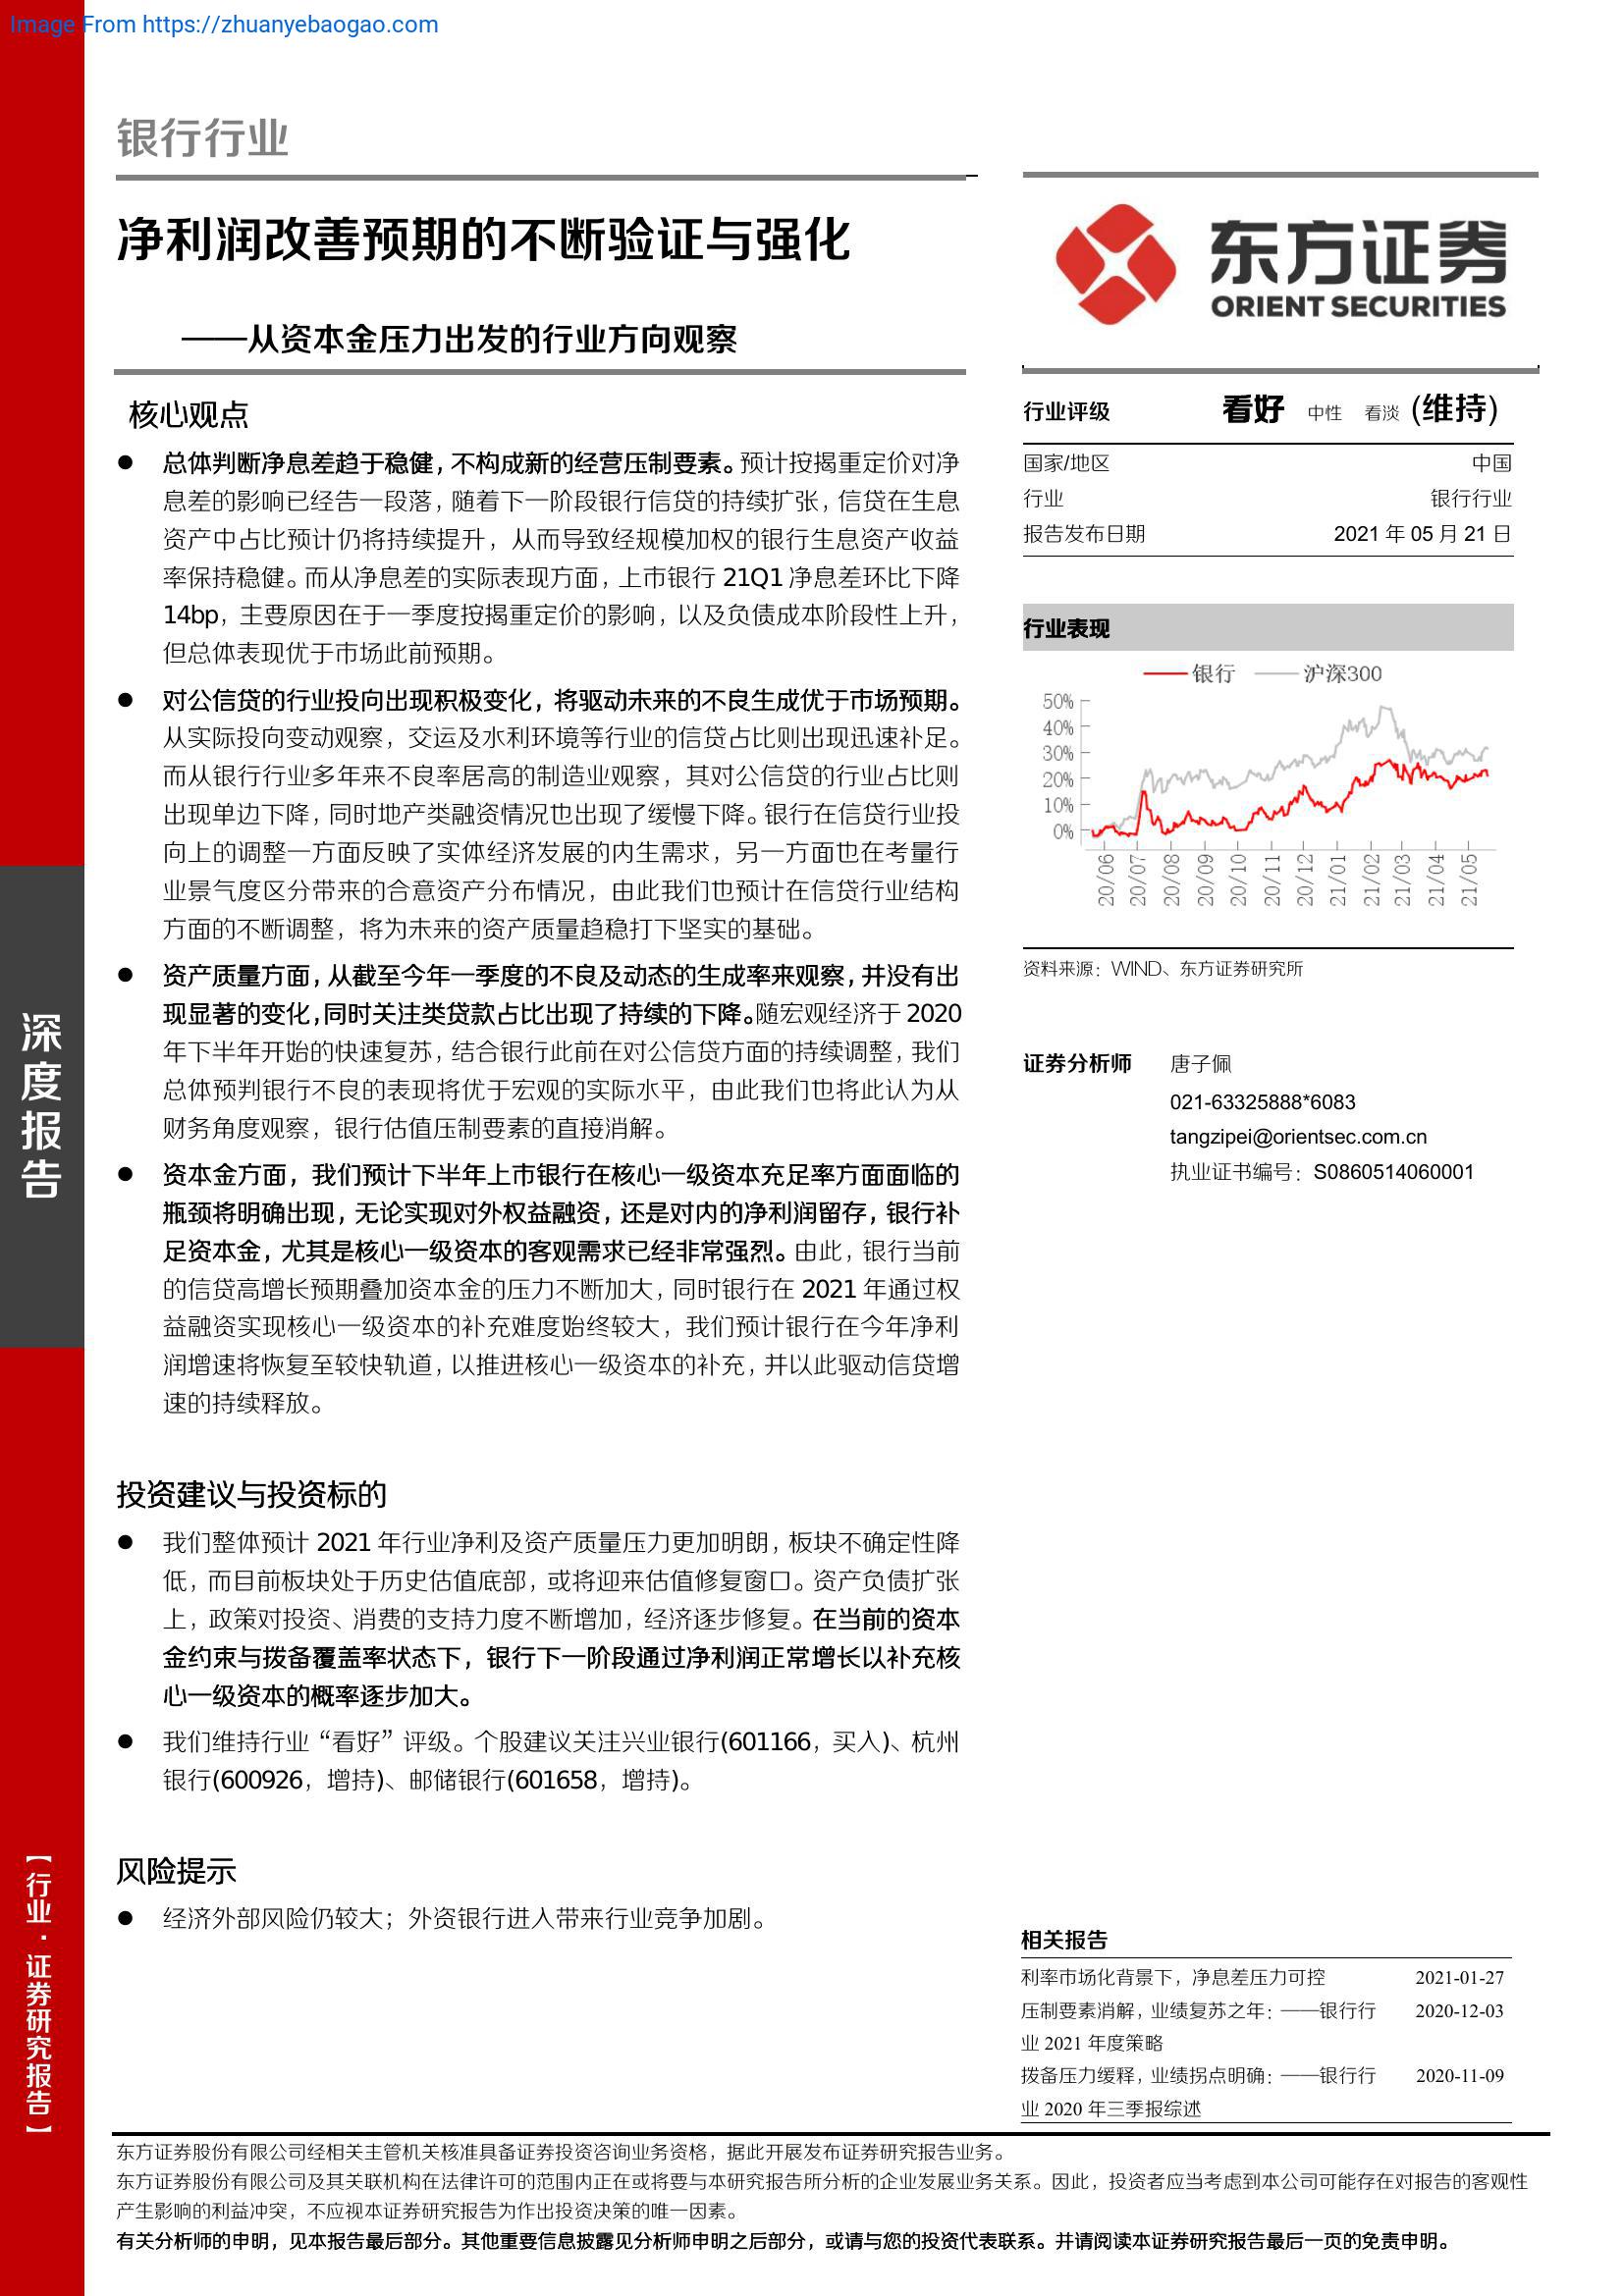 Image From https://zhuanyebaogao.com
银行行业
净利润改善预期的不断验证与强化
——从资本金压力出发的行业方向观察
核心观点
● 总体判断净息差趋于稳健，不构成新的经营压制要素。预计按揭重定价对净
息差的影响已经告一段落，随着下一阶段银行信贷的持续扩张，信贷在生息
资产中占比预计仍将持续提升，从而导致经规模加权的银行生息资产收益
率保持稳健。而从净息差的实际表现方面，上市银行 21Q1 净息差环比下降
14bp，主要原因在于一季度按揭重定价的影响，以及负债成本阶段性上升，
但总体表现优于市场此前预期。
● 对公信贷的行业投向出现积极变化，将驱动未来的不良生成优于市场预期。
从实际投向变动观察，交运及水利环境等行业的信贷占比则出现迅速补足。
而从银行行业多年来不良率居高的制造业观察，其对公信贷的行业占比则
出现单边下降，同时地产类融资情况也出现了缓慢下降。银行在信贷行业投
向上的调整一方面反映了实体经济发展的内生需求，另一方面也在考量行
业景气度区分带来的合意资产分布情况，由此我们也预计在信贷行业结构
方面的不断调整，将为未来的资产质量趋稳打下坚实的基础。
● 资产质量方面，从截至今年一季度的不良及动态的生成率来观察，并没有出
现显著的变化，同时关注类贷款占比出现了持续的下降。随宏观经济于 2020
年下半年开始的快速复苏，结合银行此前在对公信贷方面的持续调整，我们
总体预判银行不良的表现将优于宏观的实际水平，由此我们也将此认为从
财务角度观察，银行估值压制要素的直接消解。
● 资本金方面，我们预计下半年上市银行在核心一级资本充足率方面面临的
瓶颈将明确出现，无论实现对外权益融资，还是对内的净利润留存，银行补
足资本金，尤其是核心一级资本的客观需求已经非常强烈。由此，银行当前
的信贷高增长预期叠加资本金的压力不断加大，同时银行在 2021 年通过权
益融资实现核心一级资本的补充难度始终较大，我们预计银行在今年净利
润增速将恢复至较快轨道，以推进核心一级资本的补充，并以此驱动信贷增
速的持续释放。
投资建议与投资标的
● 我们整体预计 2021 年行业净利及资产质量压力更加明朗，板块不确定性降
低，而目前板块处于历史估值底部，或将迎来估值修复窗口。资产负债扩张
上，政策对投资、消费的支持力度不断增加，经济逐步修复。在当前的资本
金约束与拨备覆盖率状态下，银行下一阶段通过净利润正常增长以补充核
心一级资本的概率逐步加大。
● 我们维持行业“看好”评级。个股建议关注兴业银行(601166，买入)、杭州
银行(600926，增持)、邮储银行(601658，增持)。
风险提示
● 经济外部风险仍较大；外资银行进入带来行业竞争加剧。
东方证券
ORIENT SECURITIES
行业评级 看好 中性 看淡 (维持)
国家/地区 中国
行业 银行行业
报告发布日期 2021 年 05 月 21 日
行业表现
银行 沪深300
50%
40%
30%
20%
10%
0%
20/06 20/07 20/08 20/09 20/10 20/11 20/12 21/01 21/02 21/03 21/04 21/05
资料来源：WIND、东方证券研究所
证券分析师 唐子佩
021-63325888*6083
tangzipei@orientsec.com.cn
执业证书编号：S0860514060001
相关报告
利率市场化背景下，净息差压力可控 2021-01-27
压制要素消解，业绩复苏之年：——银行行 2020-12-03
业 2021 年度策略
拨备压力缓释，业绩拐点明确：——银行行 2020-11-09
业 2020 年三季报综述
深度报告
【行业·证券研究报告】
东方证券股份有限公司经相关主管机关核准具备证券投资咨询业务资格，据此开展发布证券研究报告业务。
东方证券股份有限公司及其关联机构在法律许可的范围内正在或将要与本研究报告所分析的企业发展业务关系。因此，投资者应当考虑到本公司可能存在对报告的客观性
产生影响的利益冲突，不应视本证券研究报告为作出投资决策的唯一因素。
有关分析师的申明，见本报告最后部分。其他重要信息披露见分析师申明之后部分，或请与您的投资代表联系。并请阅读本证券研究报告最后一页的免责申明。